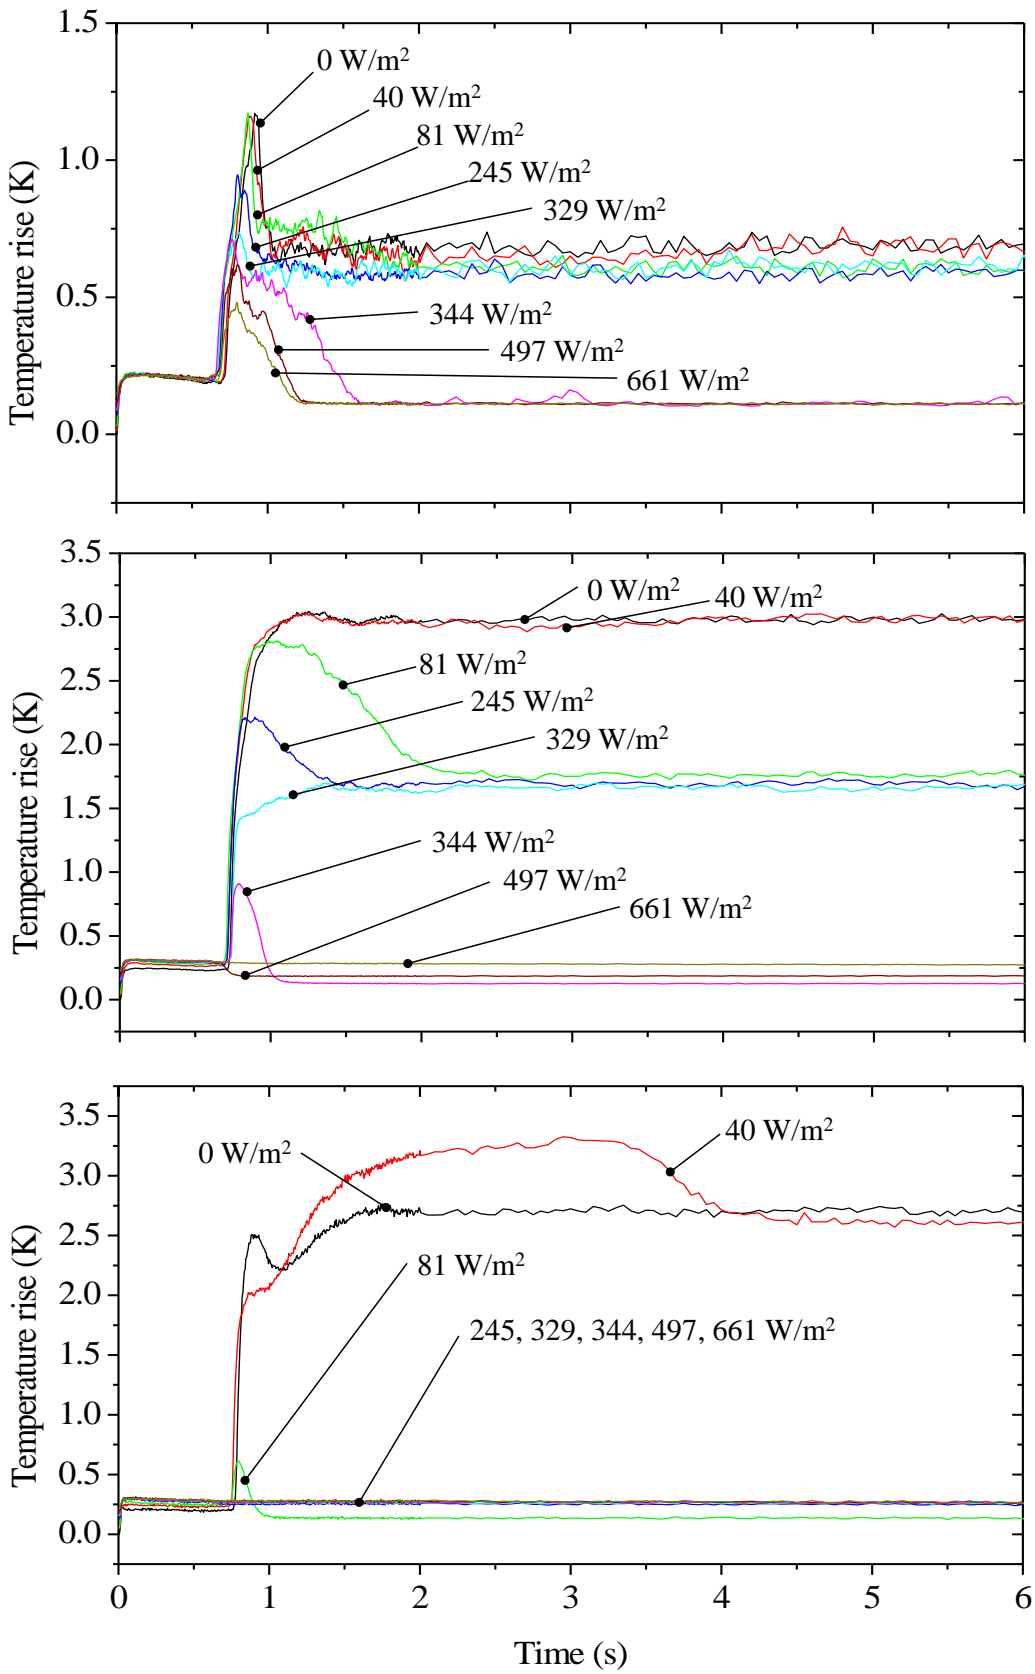 1.5
0 W/m²
40 W/m²
1.0
81 W/m²
245 W/m²
329 W/m²
0.5
344 W/m²
497 W/m²
661 W/m²
0.0
Temperature rise (K)
3.5
0 W/m²
40 W/m²
3.0
81 W/m²
2.5
245 W/m²
2.0
329 W/m²
1.5
344 W/m²
1.0
497 W/m²
661 W/m²
0.5
0.0
Temperature rise (K)
3.5
40 W/m²
0 W/m²
3.0
2.5
81 W/m²
2.0
245, 329, 344, 497, 661 W/m²
1.5
1.0
0.5
0.0
Temperature rise (K)
0 1 2 3 4 5 6
Time (s)